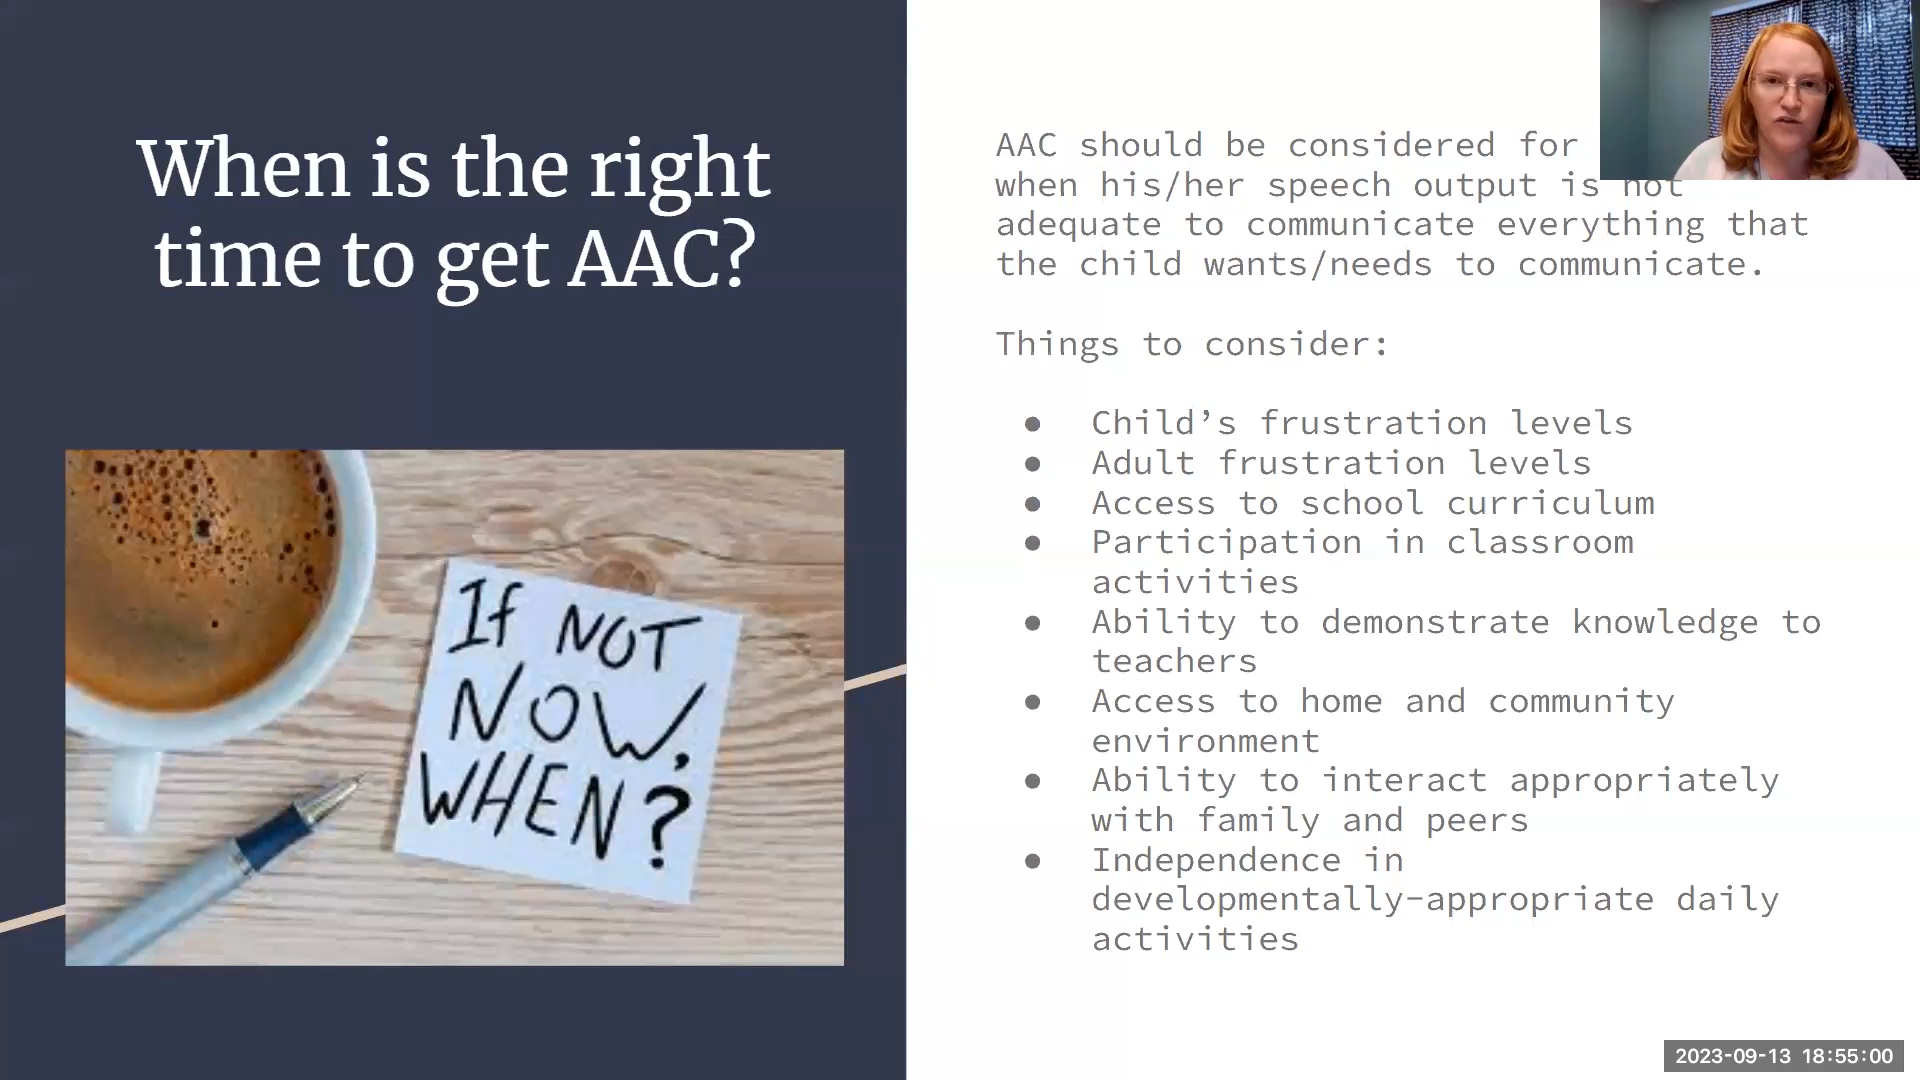 When is the right
time to get AAC?
If NOT
NOW,
WHEN?
AAC should be considered for
when his/her speech output is not
adequate to communicate everything that
the child wants/needs to communicate.
Things to consider:
● Child’s frustration levels
● Adult frustration levels
● Access to school curriculum
● Participation in classroom
activities
● Ability to demonstrate knowledge to
teachers
● Access to home and community
environment
● Ability to interact appropriately
with family and peers
● Independence in
developmentally-appropriate daily
activities
2023-09-13 18:55:00